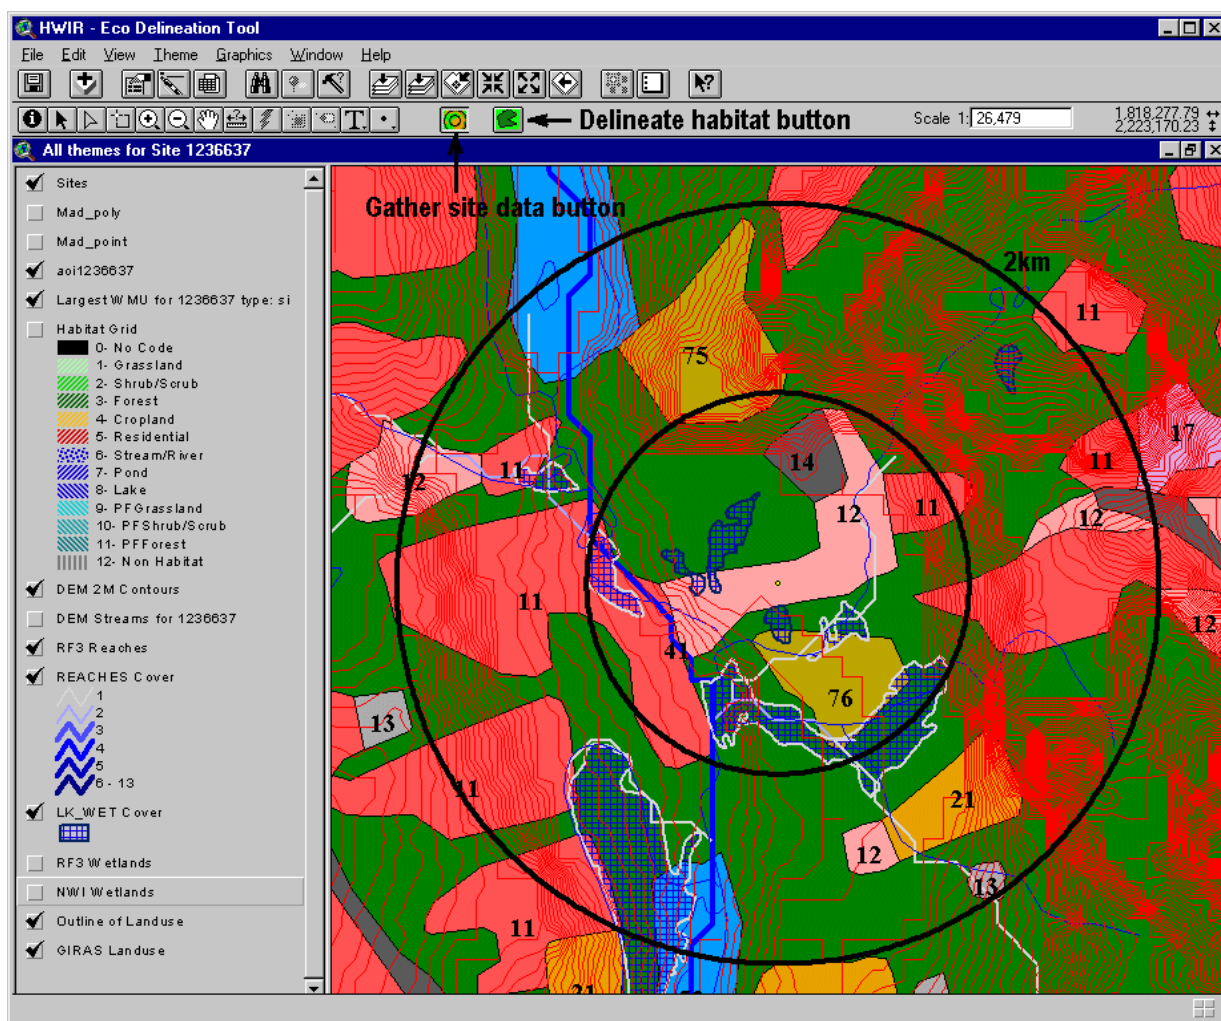 HWIR - Eco Delineation Tool
File Edit View Theme Graphics Window Help
Delineate habitat button
Scale 1: 26,479
1,818,277.79
2,223,170.23
All themes for Site 1236637
Gather site data button
Sites
Mad_poly
Mad_point
aoi1236637
Largest WMU for 1236637 type: si
Habitat Grid
0- No Code
1- Grassland
2- Shrub/Scrub
3- Forest
4- Cropland
5- Residential
6- Stream/River
7- Pond
8- Lake
9- PFGrassland
10- PFShrub/Scrub
11- PFForest
12- Non Habitat
DEM 2M Contours
DEM Streams for 1236637
RF3 Reaches
REACHES Cover
1
2
3
4
5
6 - 13
LK_WET Cover
RF3 Wetlands
NWI Wetlands
Outline of Landuse
GIRAS Landuse
2km
11
75
17
14
11
11
12
12
11
12
11
12
41
76
13
11
21
12
13
11
21